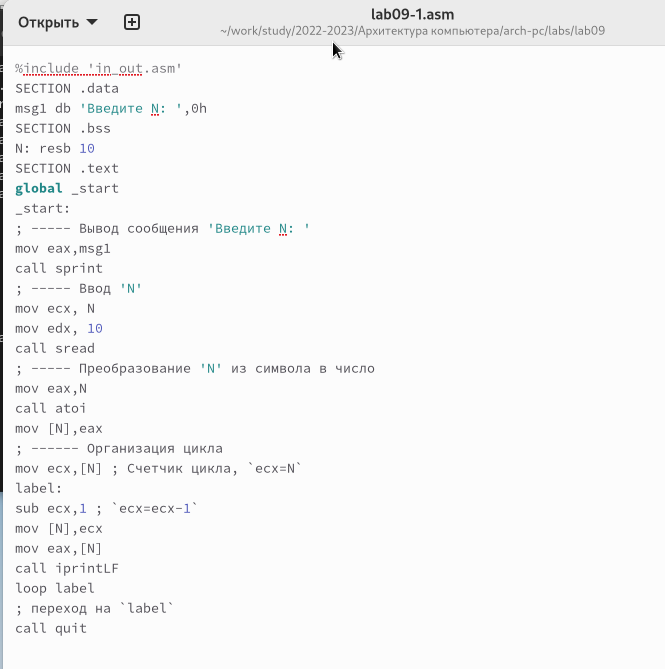 Открыть
lab09-1.asm
~/work/study/2022-2023/Архитектура компьютера/arch-pc/labs/lab09
%include 'in_out.asm'
SECTION .data
msg1 db 'Введите N: ',0h
SECTION .bss
N: resb 10
SECTION .text
global _start
_start:
; ----- Вывод сообщения 'Введите N: '
mov eax,msg1
call sprint
; ----- Ввод 'N'
mov ecx, N
mov edx, 10
call sread
; ----- Преобразование 'N' из символа в число
mov eax,N
call atoi
mov [N],eax
; ------ Организация цикла
mov ecx,[N] ; Счетчик цикла, `ecx=N`
label:
sub ecx,1 ; `ecx=ecx-1`
mov [N],ecx
mov eax,[N]
call iprintLF
loop label
; переход на `label`
call quit